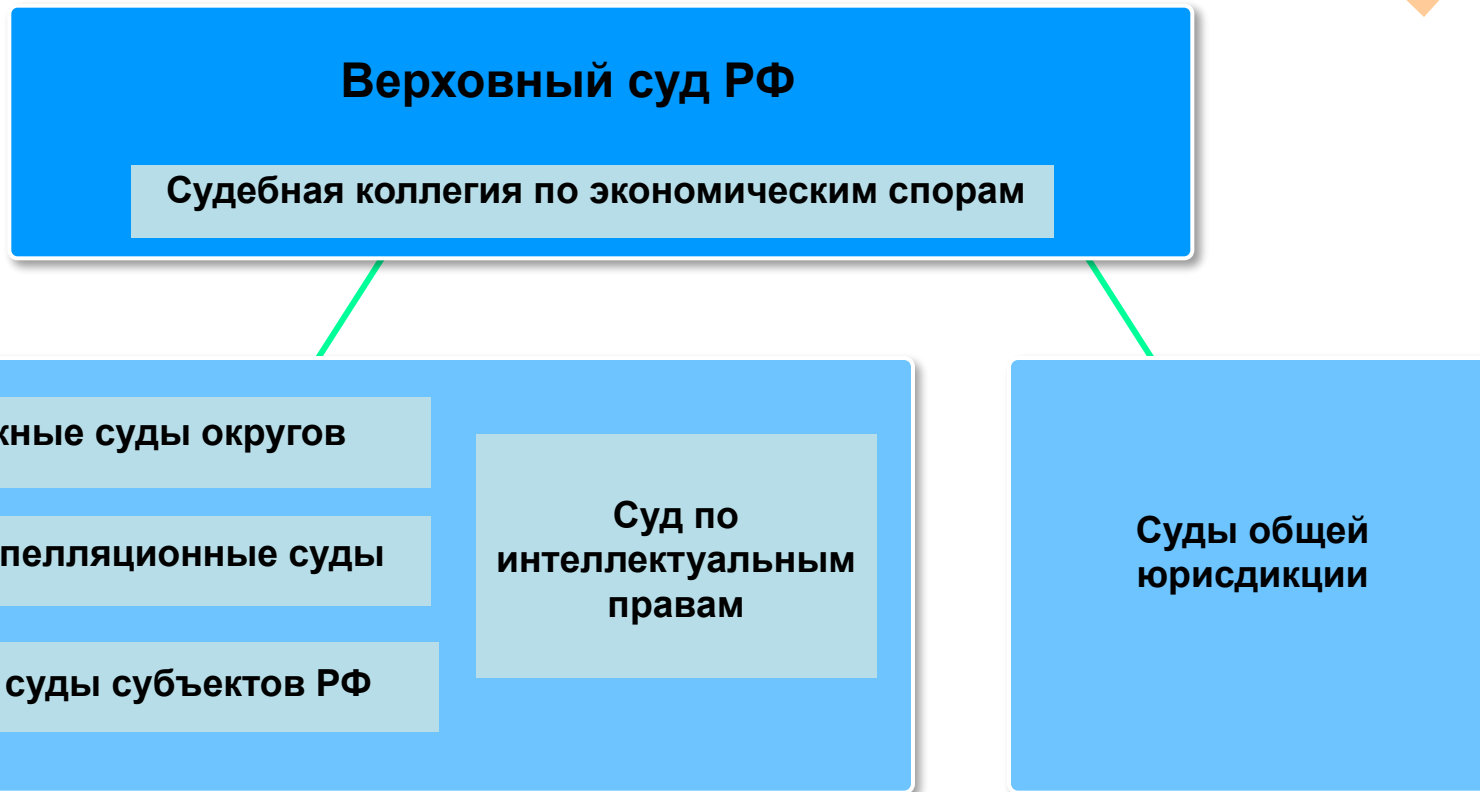 Верховный суд РФ
Судебная коллегия по экономическим спорам
жные суды округов
пелляционные суды
суды субъектов РФ
Суд по
интеллектуальным
правам
Суды общей
юрисдикции